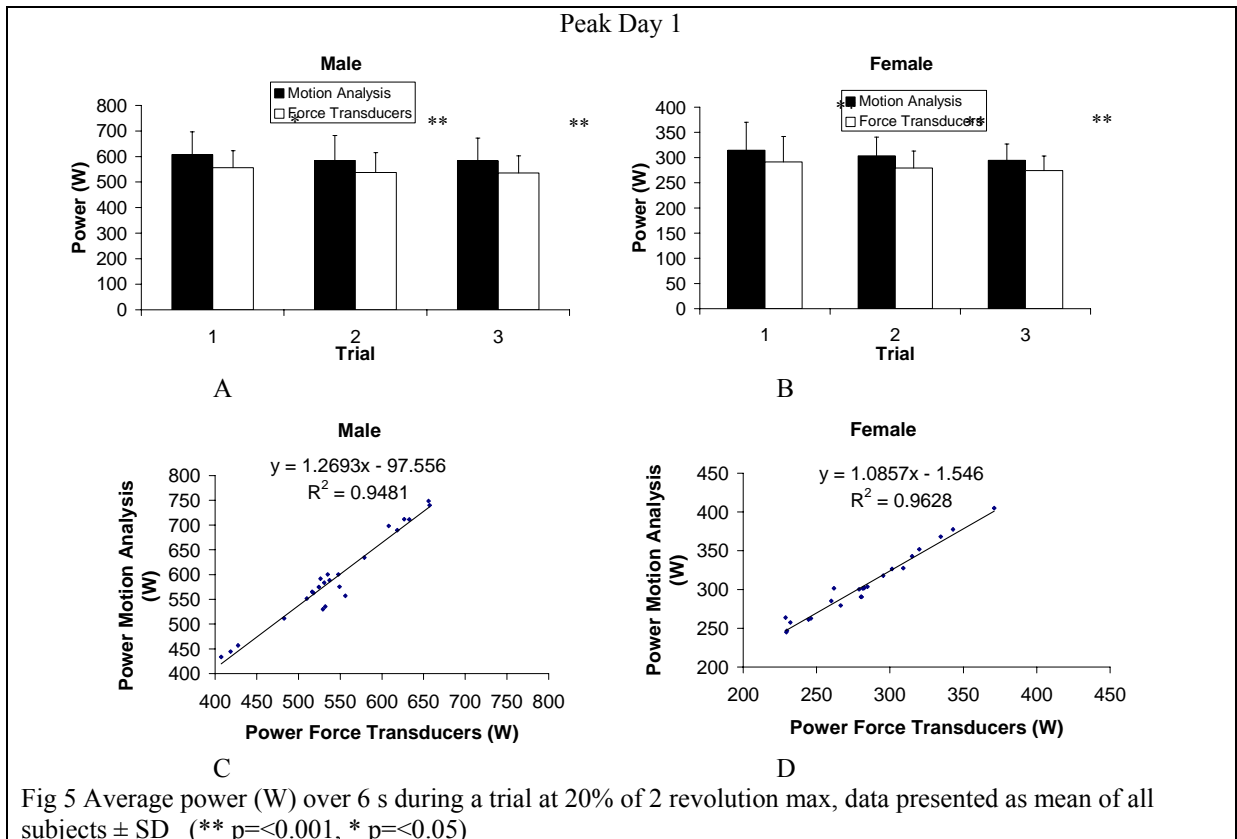 Peak Day 1
Male
Motion Analysis
Force Transducers
800
700
600
500
400
300
200
100
0
Power (W)
*
**
**
1 2 3
Trial
A
Female
Motion Analysis
Force Transducers
400
350
300
250
200
150
100
50
0
Power (W)
**
**
**
1 2 3
Trial
B
Male
y = 1.2693x - 97.556
R² = 0.9481
800
750
700
650
600
550
500
450
400
Power Motion Analysis
(W)
400 450 500 550 600 650 700 750 800
Power Force Transducers (W)
C
Female
y = 1.0857x - 1.546
R² = 0.9628
450
400
350
300
250
200
Power Motion Analysis
(W)
200 250 300 350 400 450
Power Force Transducers (W)
D
Fig 5 Average power (W) over 6 s during a trial at 20% of 2 revolution max, data presented as mean of all
subjects ± SD (** p=<0.001, * p=<0.05)